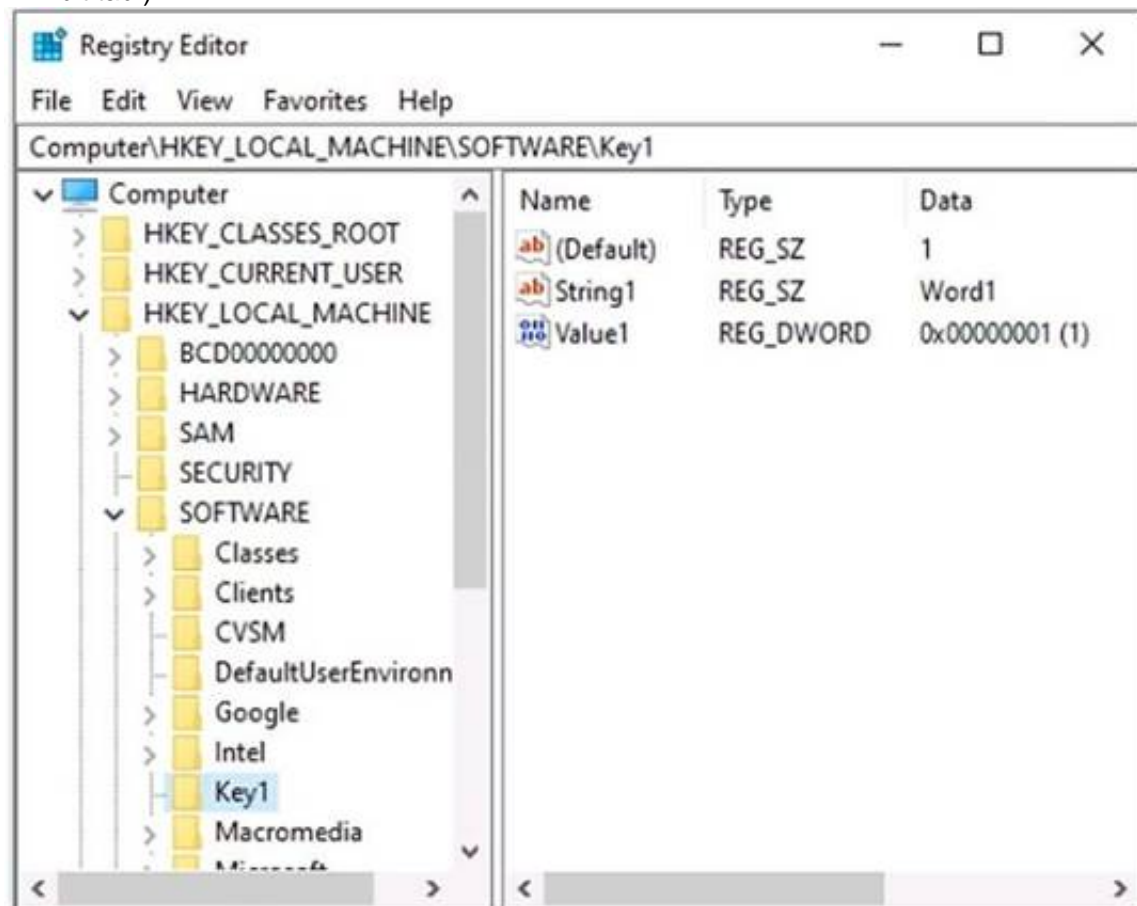 Registry Editor
File Edit View Favorites Help
Computer\HKEY_LOCAL_MACHINE\SOFTWARE\Key1
Computer
HKEY_CLASSES_ROOT
HKEY_CURRENT_USER
HKEY_LOCAL_MACHINE
BCD00000000
HARDWARE
SAM
SECURITY
SOFTWARE
Classes
Clients
CVSM
DefaultUserEnvironn
Google
Intel
Key1
Macromedia
Name Type Data
(Default) REG_SZ 1
String1 REG_SZ Word1
Value1 REG_DWORD 0x00000001 (1)